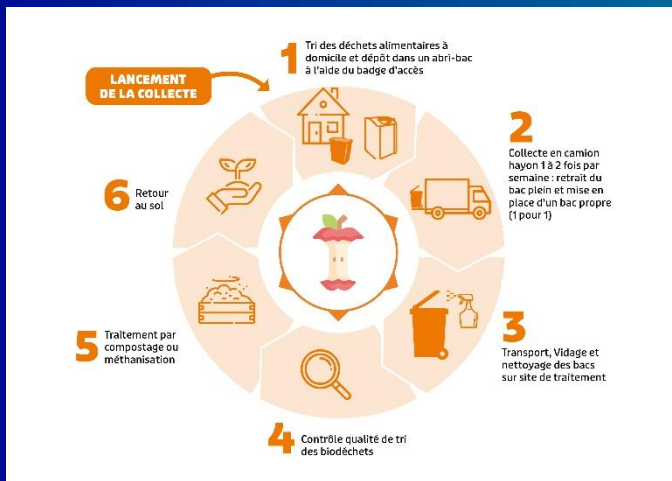 LANCEMENT
DE LA COLLECTE
1
Tri des déchets alimentaires à
domicile et dépôt dans un abri-bac
à l'aide du badge d'accès
2
Collecte en camion
hayon 1 à 2 fois par
semaine : retrait du
bac plein et mise en
place d'un bac propre
(1 pour 1)
3
Transport, Vidage et
nettoyage des bacs
sur site de traitement
4
Contrôle qualité de tri
des biodéchets
5
Traitement par
compostage ou
méthanisation
6
Retour
au sol